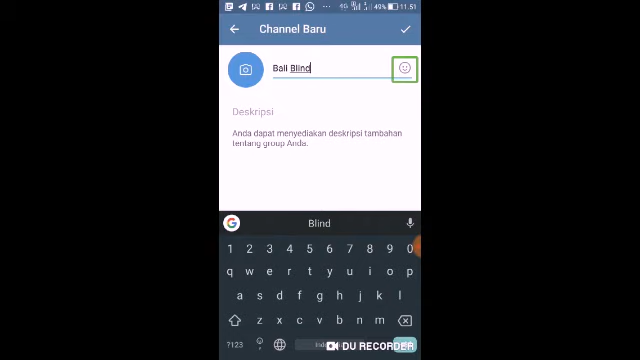 49% 11.51
Channel Baru
Bali Blind
Deskripsi
Anda dapat menyediakan deskripsi tambahan
tentang group Anda.
Blind
1 2 3 4 5 6 7 8 9 0
q w e r t y u i o p
a s d f g h j k l
z x c v b n m
?123
DU RECORDER